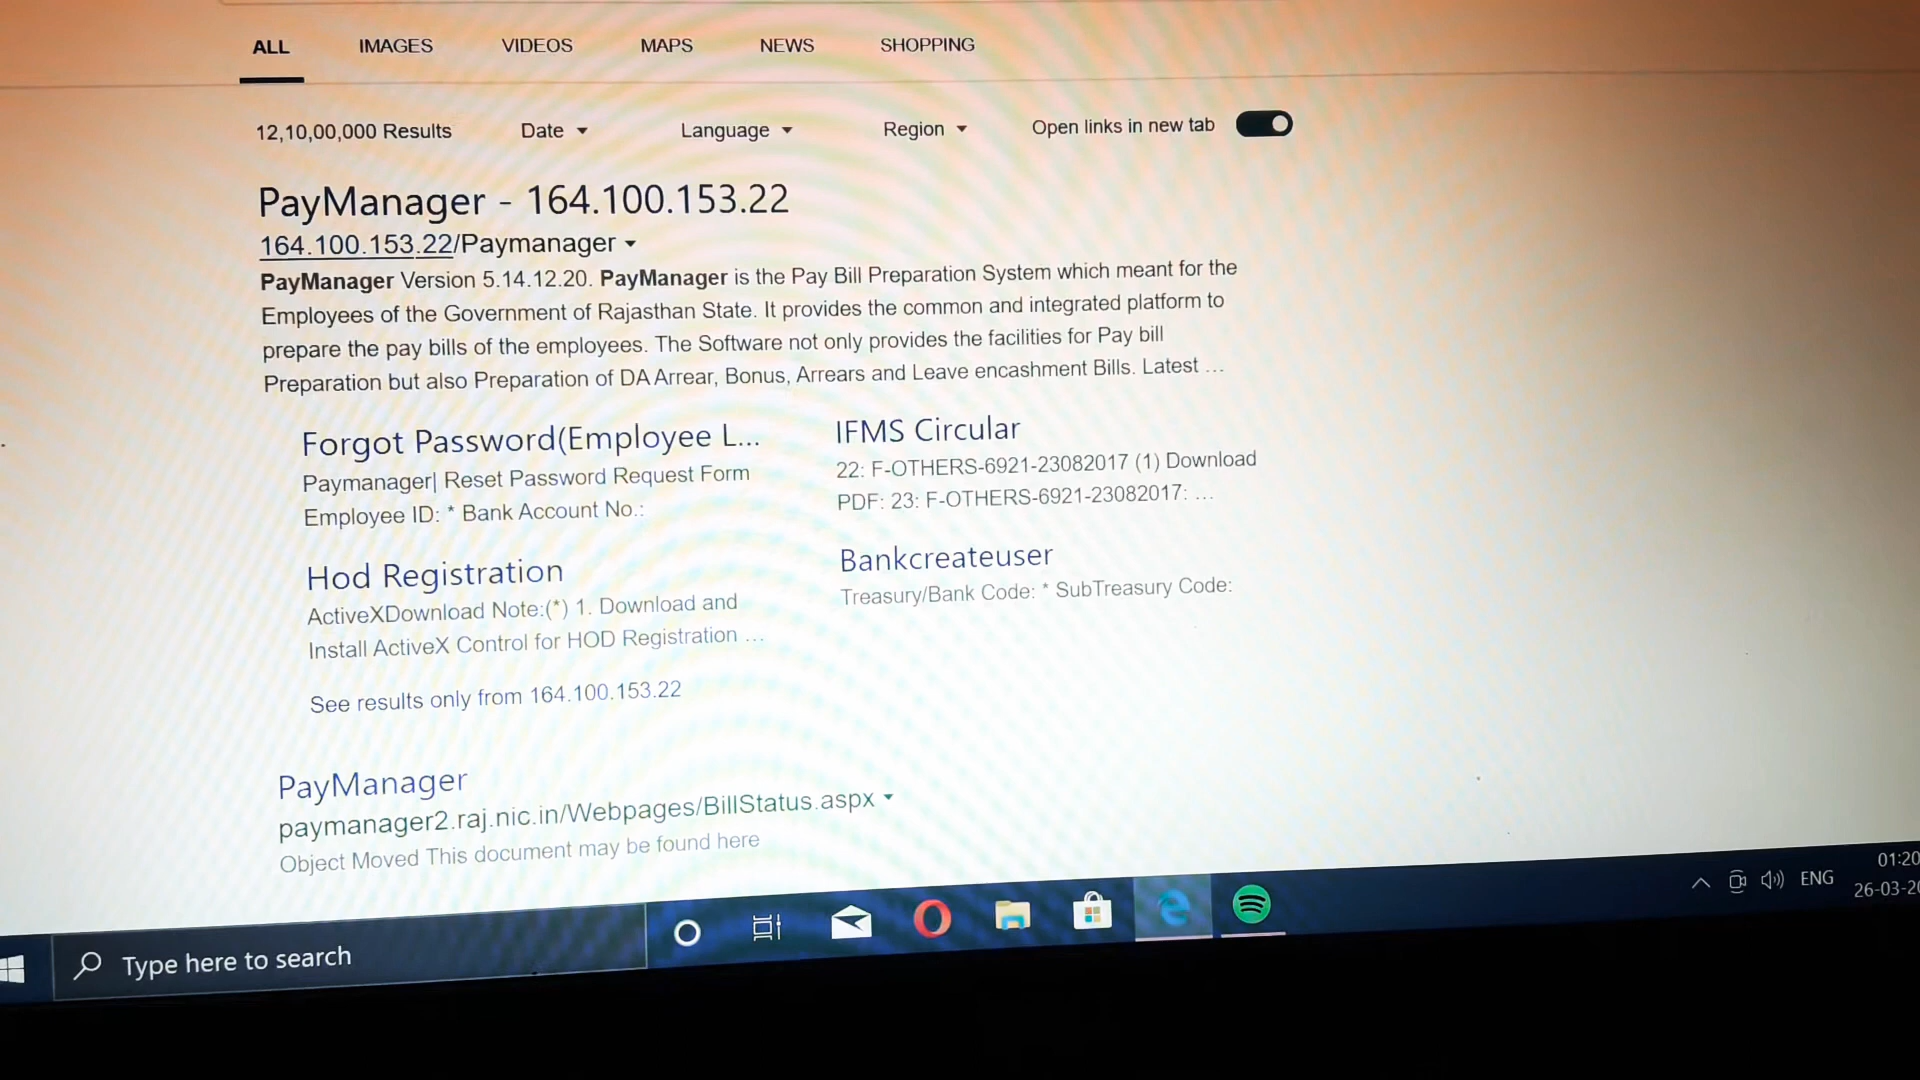 ALL IMAGES VIDEOS MAPS NEWS SHOPPING
12,10,00,000 Results Date Language Region Open links in new tab
PayManager - 164.100.153.22
164.100.153.22/Paymanager
PayManager Version 5.14.12.20. PayManager is the Pay Bill Preparation System which meant for the
Employees of the Government of Rajasthan State. It provides the common and integrated platform to
prepare the pay bills of the employees. The Software not only provides the facilities for Pay bill
Preparation but also Preparation of DA Arrear, Bonus, Arrears and Leave encashment Bills. Latest ...
Forgot Password(Employee L...
Paymanager| Reset Password Request Form
Employee ID: * Bank Account No.:
IFMS Circular
22: F-OTHERS-6921-23082017 (1) Download
PDF: 23: F-OTHERS-6921-23082017: ...
Hod Registration
ActiveXDownload Note:(*) 1. Download and
Install ActiveX Control for HOD Registration ...
Bankcreateuser
Treasury/Bank Code: * SubTreasury Code:
See results only from 164.100.153.22
PayManager
paymanager2.raj.nic.in/Webpages/BillStatus.aspx
Object Moved This document may be found here
Type here to search
ENG
01:20
26-03-20